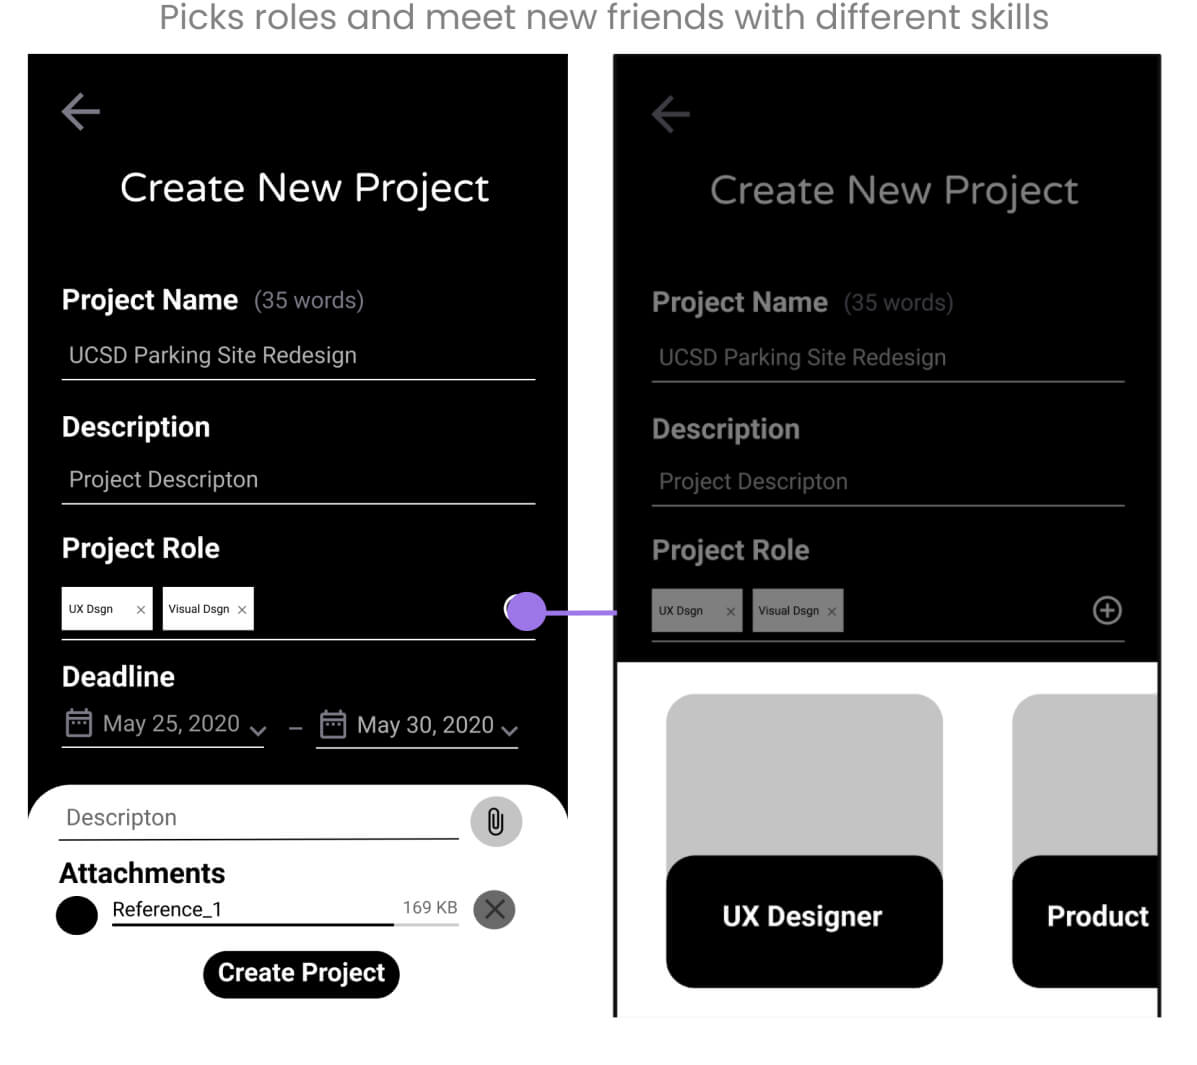 Picks roles and meet new friends with different skills
Create New Project
Project Name (35 words)
UCSD Parking Site Redesign
Description
Project Descripton
Project Role
UX Dsgn × Visual Dsgn ×
Deadline
May 25, 2020 – May 30, 2020
Descripton
Attachments
Reference_1 169 KB
Create Project
Create New Project
Project Name (35 words)
UCSD Parking Site Redesign
Description
Project Descripton
Project Role
UX Dsgn × Visual Dsgn ×
UX Designer
Product